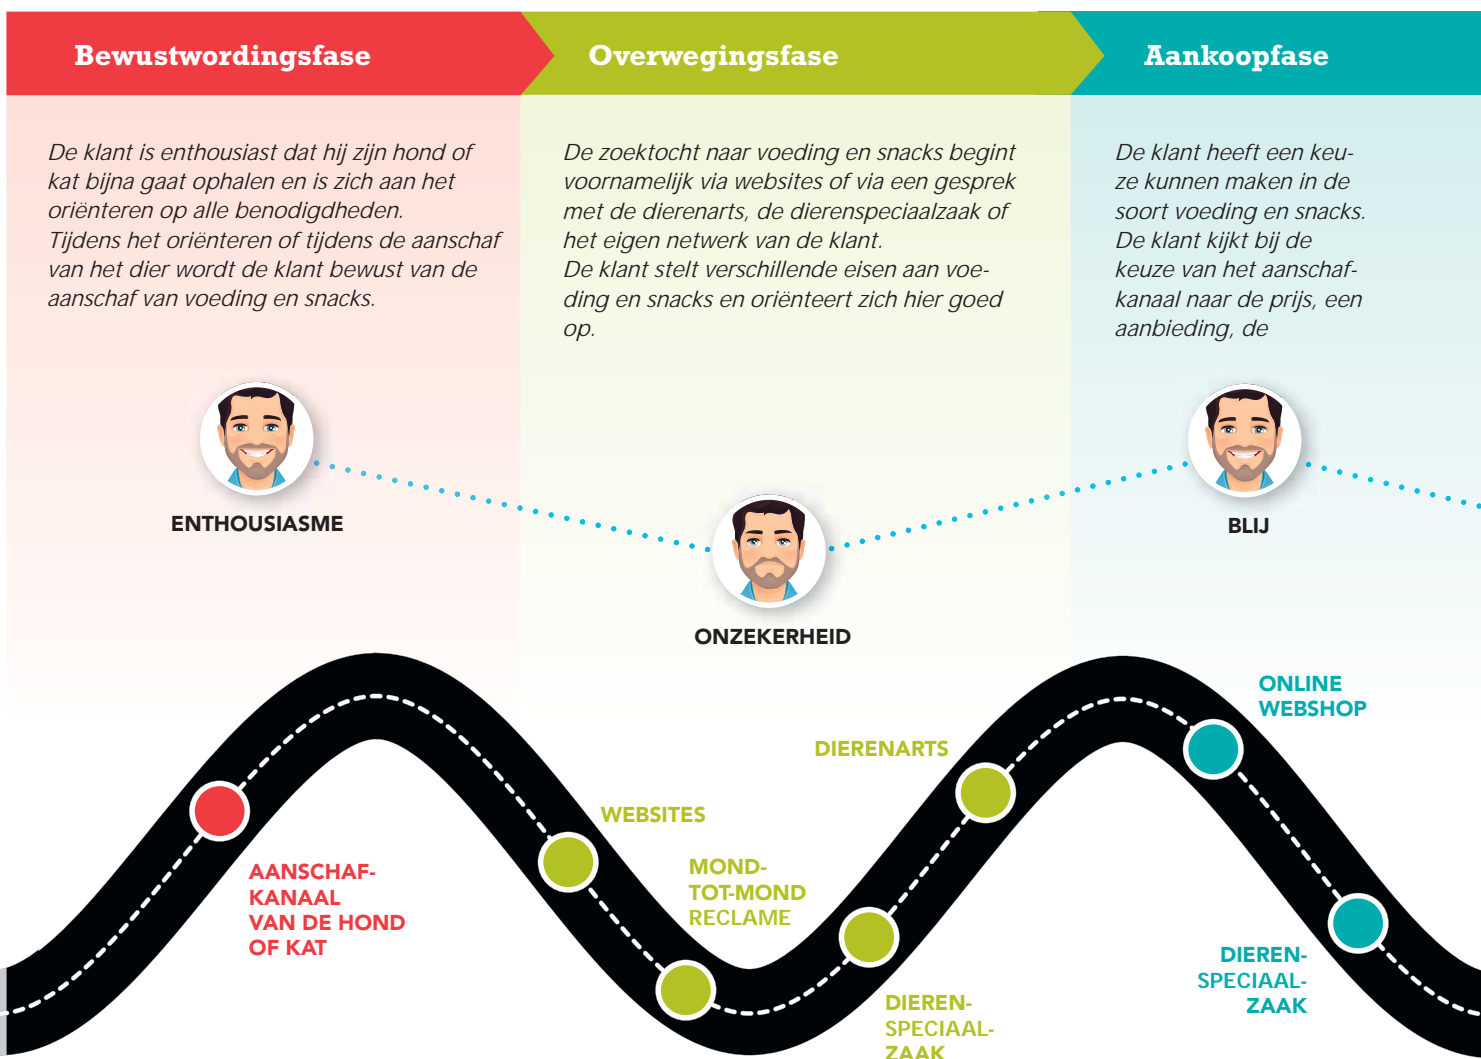 Bewustwordingsfase
Overwegingsfase
Aankoopfase
De klant is enthousiast dat hij zijn hond of
kat bijna gaat ophalen en is zich aan het
oriënteren op alle benodigdheden.
Tijdens het oriënteren of tijdens de aanschaf
van het dier wordt de klant bewust van de
aanschaf van voeding en snacks.
De zoektocht naar voeding en snacks begint
voornamelijk via websites of via een gesprek
met de dierenarts, de dierenspeciaalzaak of
het eigen netwerk van de klant.
De klant stelt verschillende eisen aan voe-
ding en snacks en oriënteert zich hier goed
op.
De klant heeft een keu-
ze kunnen maken in de
soort voeding en snacks.
De klant kijkt bij de
keuze van het aanschaf-
kanaal naar de prijs, een
aanbieding, de
ENTHOUSIASME
ONZEKERHEID
BLIJ
AANSCHAF-
KANAAL
VAN DE HOND
OF KAT
WEBSITES
MOND-
TOT-MOND
RECLAME
DIERENARTS
DIEREN-
SPECIAAL-
ZAAK
ONLINE
WEBSHOP
DIEREN-
SPECIAAL-
ZAAK